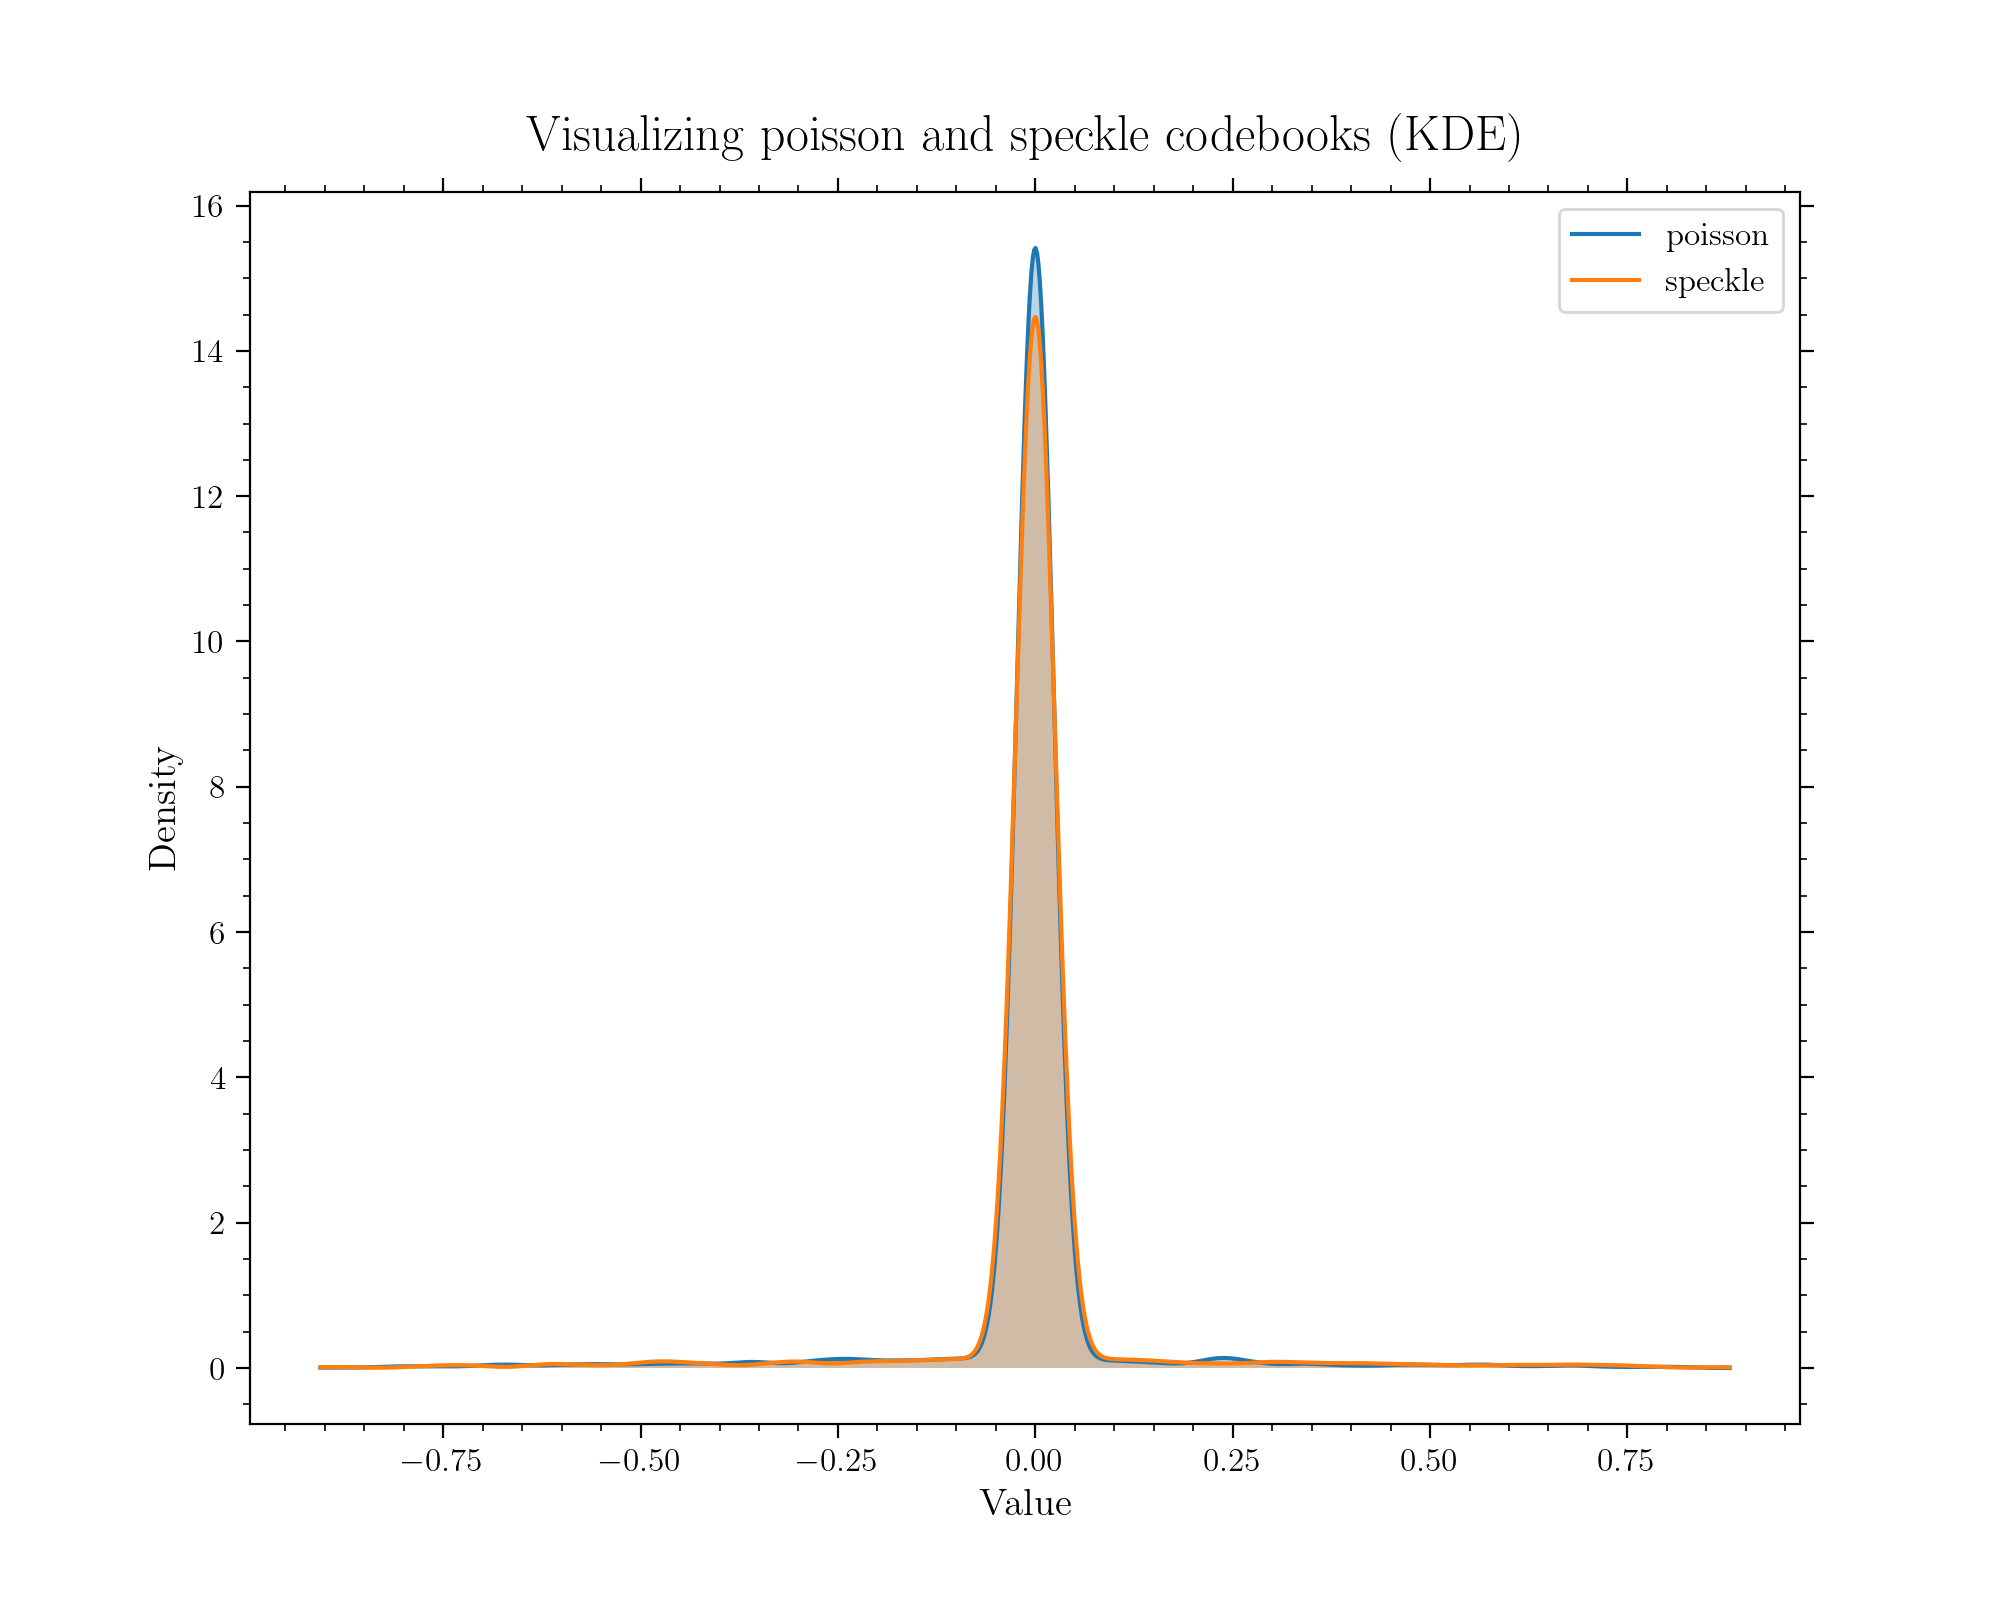 Visualizing poisson and speckle codebooks (KDE)
16
14
12
10
8
6
4
2
0
Density
−0.75 −0.50 −0.25 0.00 0.25 0.50 0.75
Value
poisson
speckle